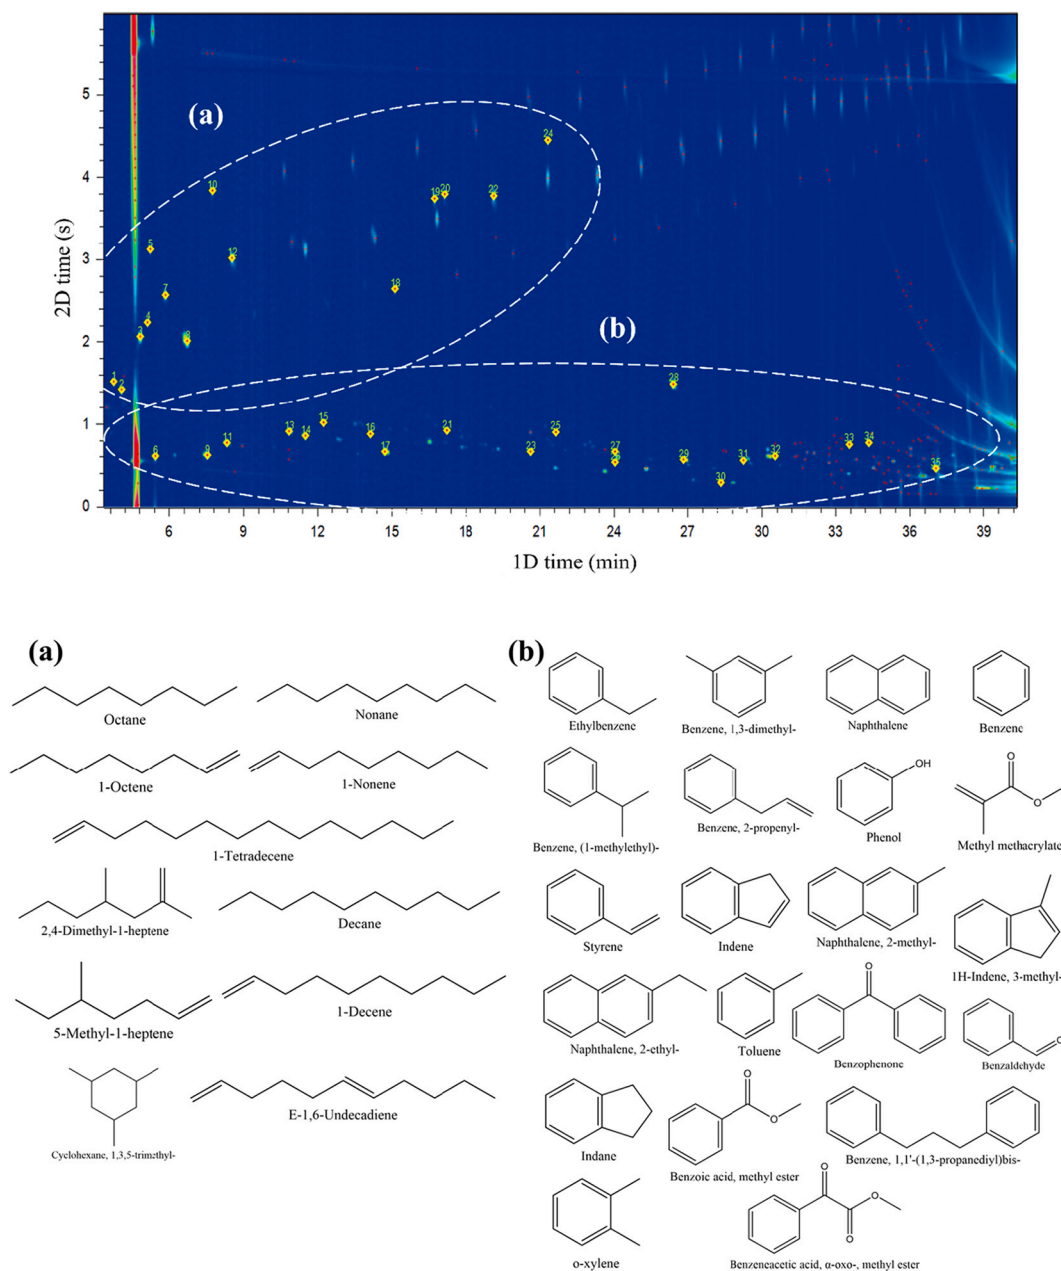 (a)
24
5
10
19
20
22
5
4
12
7
18
2D time (s)
3
3
4
8
(b)
2
1
2
28
1
13
14
15
16
21
25
11
17
23
27
33
34
6
9
29
31
32
35
30
0
6
9
12
15
18
21
24
27
30
33
36
39
1D time (min)
(a)
(b)
Octane
Nonane
Ethylbenzene
Benzene, 1,3-dimethyl-
Naphthalene
Benzene
1-Octene
1-Nonene
OH
O
O
1-Tetradecene
Benzene, (1-methylethyl)-
Benzene, 2-propenyl-
Phenol
Methyl methacrylate
2,4-Dimethyl-1-heptene
Decane
Styrene
Indene
Naphthalene, 2-methyl-
1H-Indene, 3-methyl-
5-Methyl-1-heptene
1-Decene
O
O
Naphthalene, 2-ethyl-
Toluene
Benzophenone
Benzaldehyde
Cyclohexane, 1,3,5-trimethyl-
E-1,6-Undecadiene
O
O
Indane
Benzoic acid, methyl ester
Benzene, 1,1'-(1,3-propanediyl)bis-
O
O
O
o-xylene
Benzeneacetic acid, α-oxo-, methyl ester